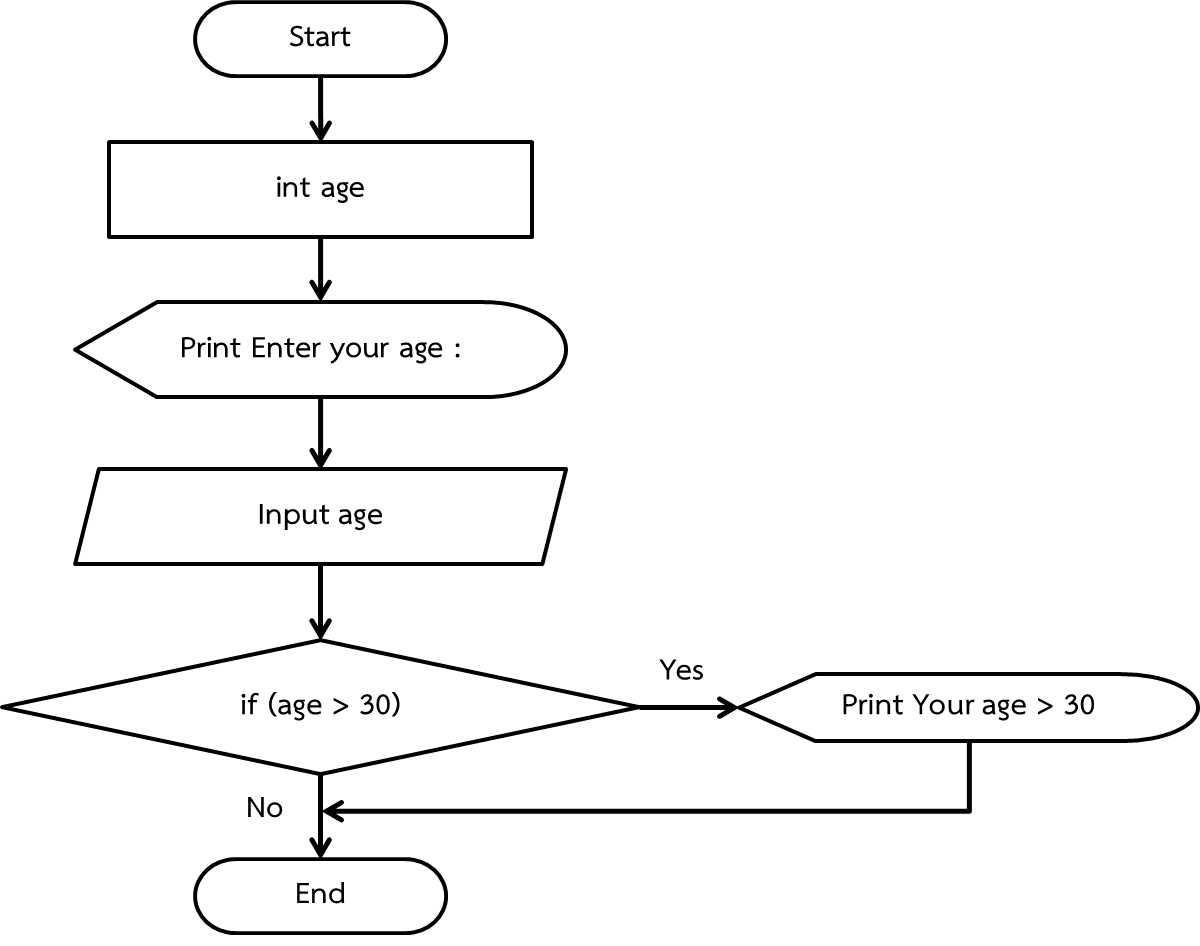 Start
int age
Print Enter your age :
Input age
if (age > 30)
Yes
Print Your age > 30
No
End